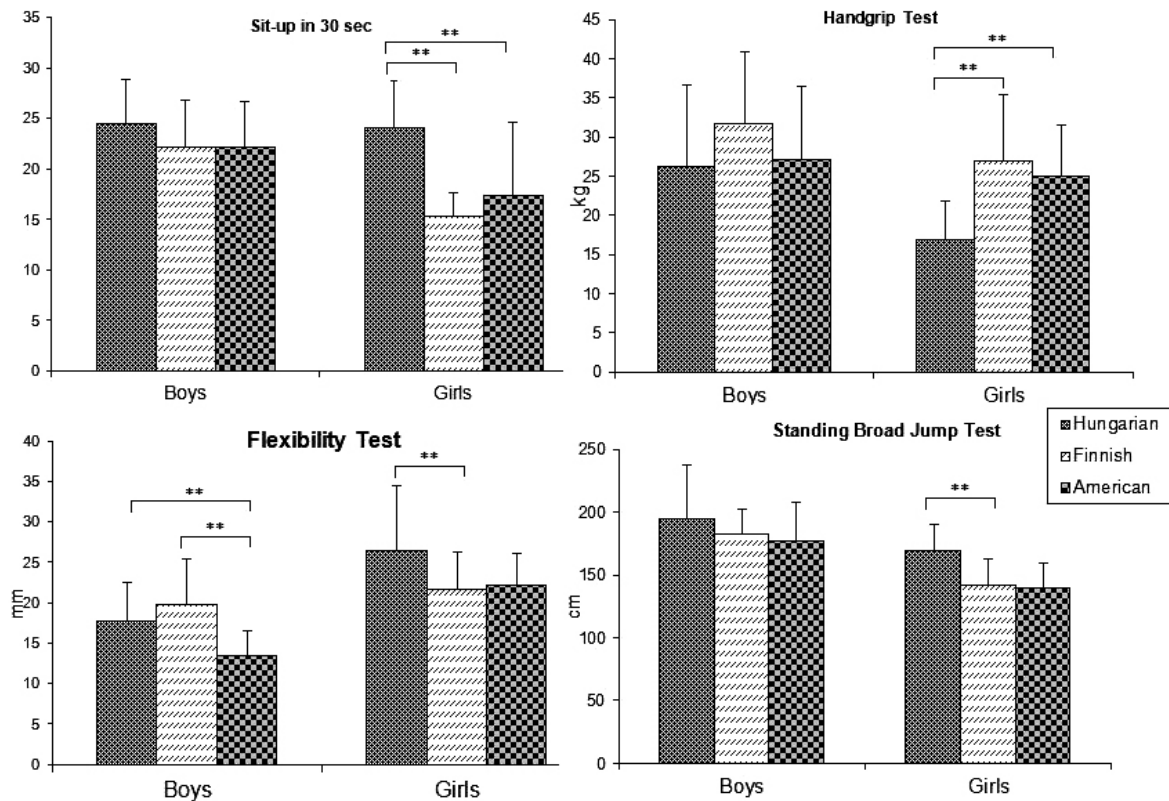 Sit-up in 30 sec
35
30
25
20
15
10
5
0
**
**
Boys
Girls
Handgrip Test
45
40
35
30
25
20
15
10
5
0
kg
**
**
Boys
Girls
Flexibility Test
40
35
30
25
20
15
10
5
0
mm
**
**
**
Boys
Girls
Standing Broad Jump Test
250
200
150
100
50
0
cm
**
Boys
Girls
Hungarian
Finnish
American